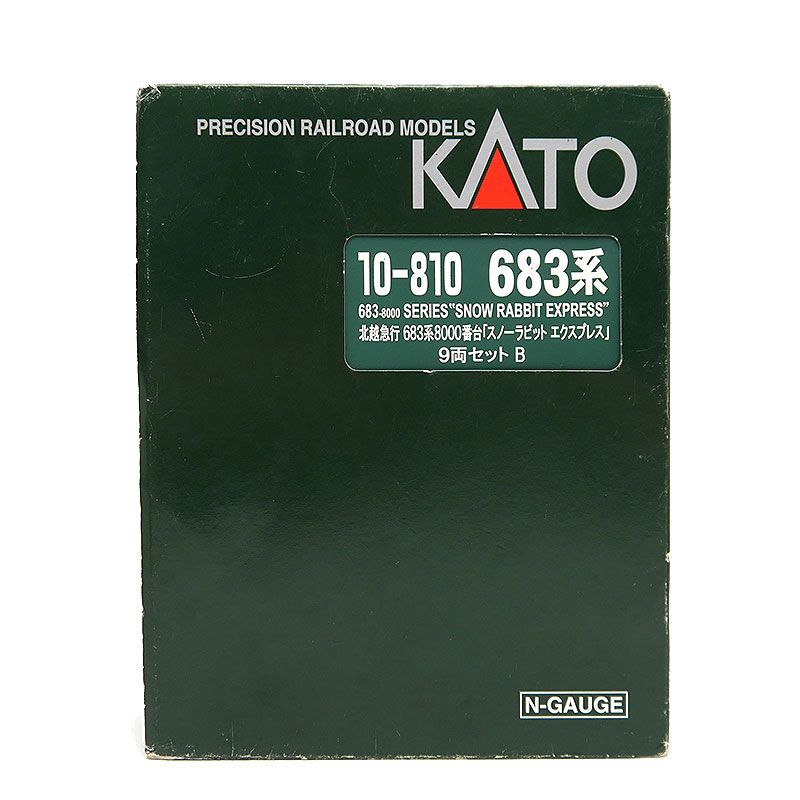 PRECISION RAILROAD MODELS
KATO
10-810 683系
683-8000 SERIES "SNOW RABBIT EXPRESS"
北越急行 683系8000番台「スノーラビット エクスプレス」
9両セット B
N-GAUGE